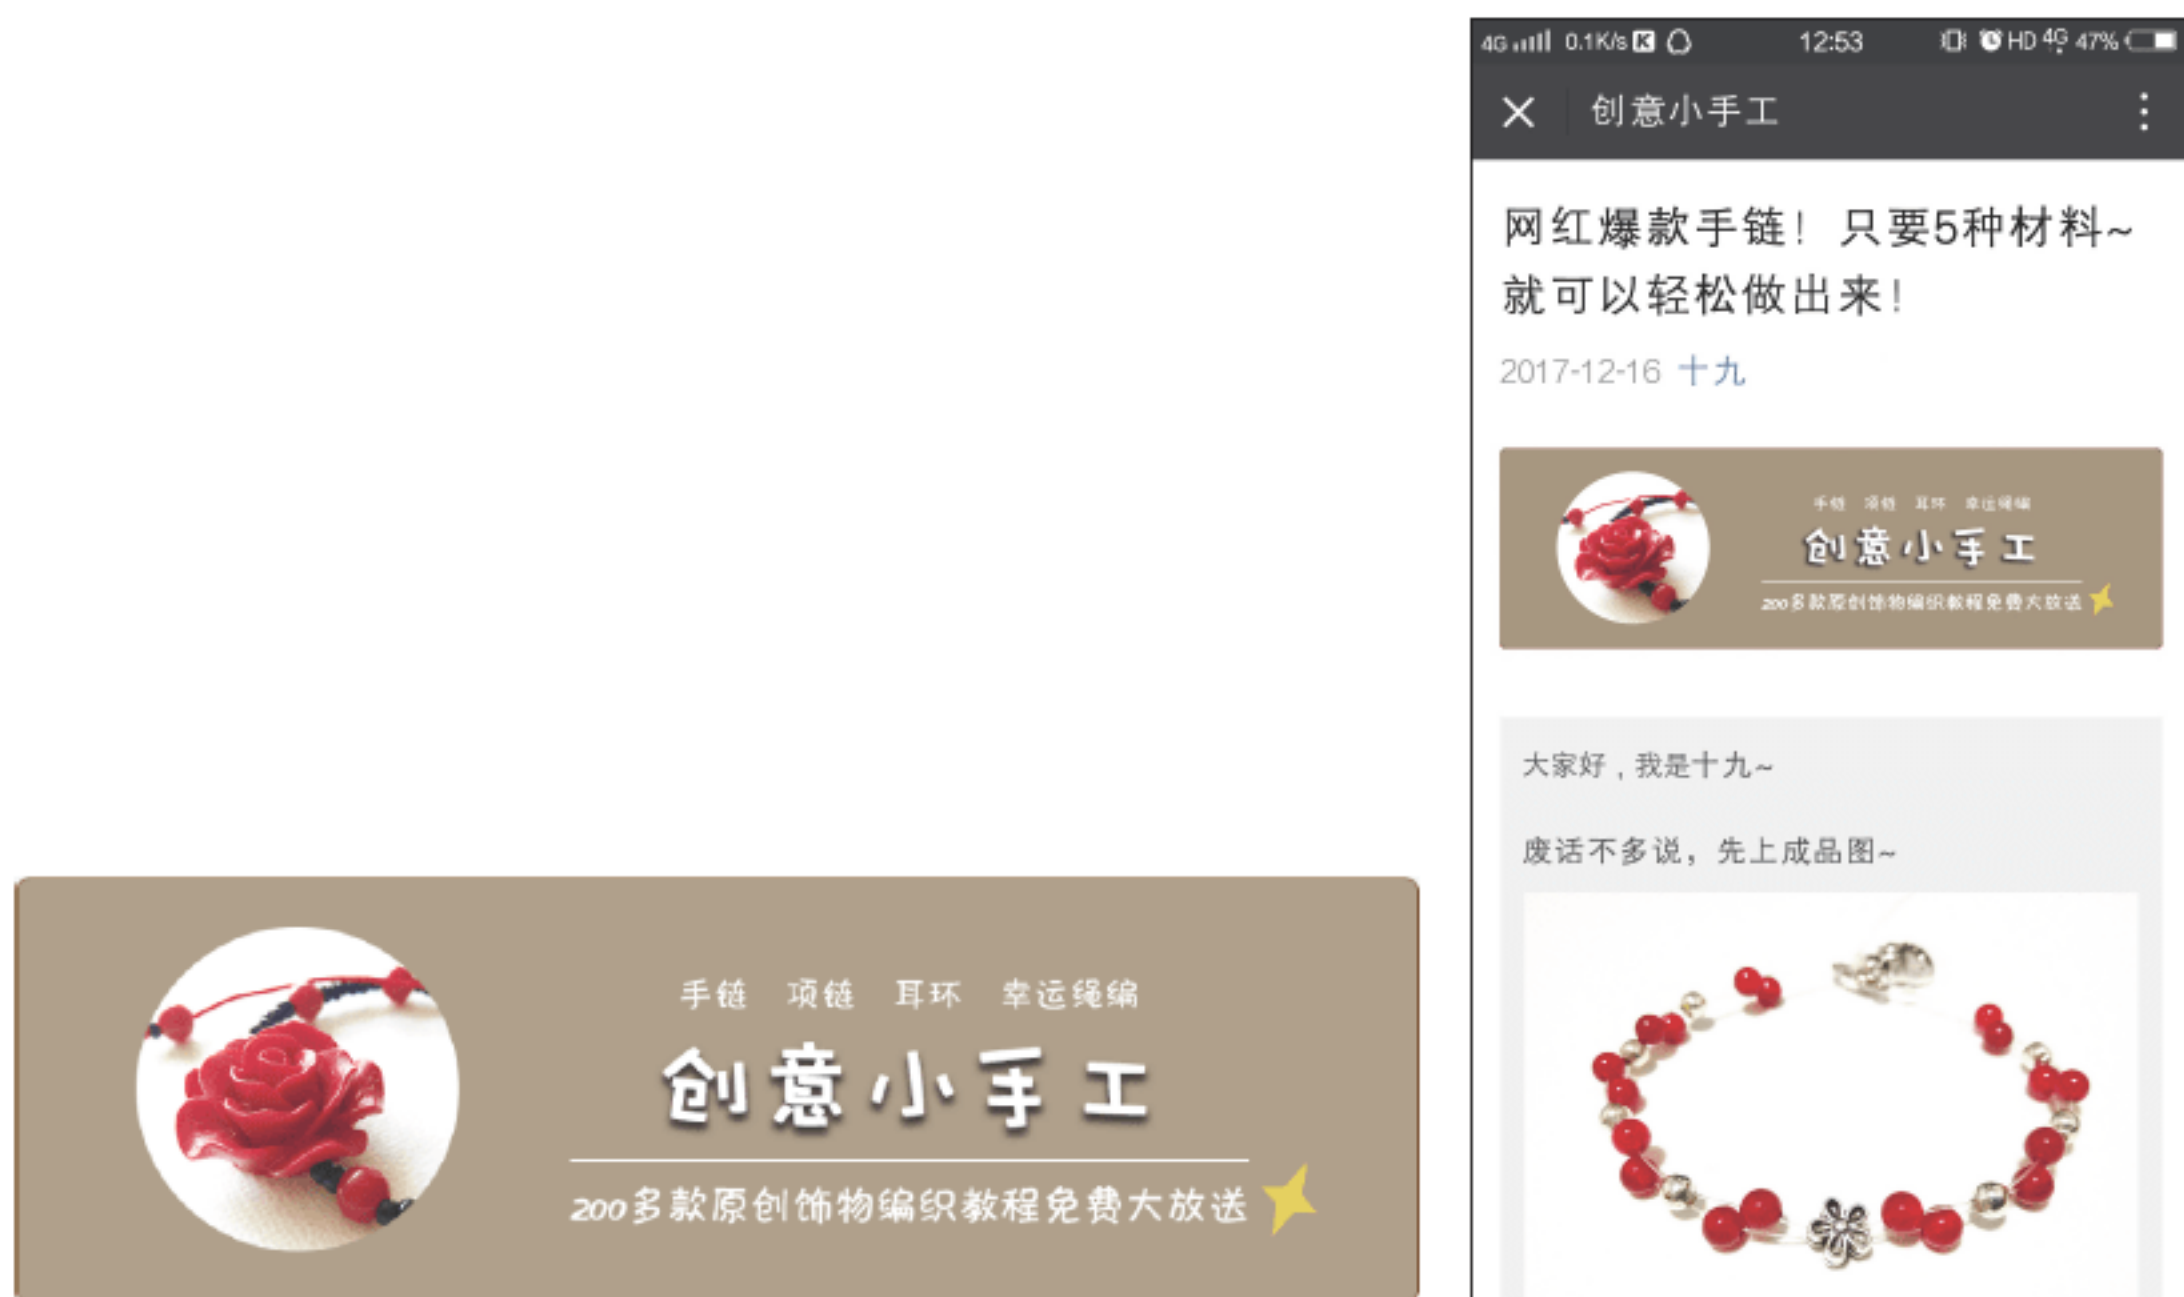 手链 项链 耳环 幸运绳编
创意小手工
200多款原创饰物编织教程免费大放送
4G 0.1K/s K 12:53 HD 4G 47%
创意小手工
网红爆款手链！只要5种材料~
就可以轻松做出来！
2017-12-16 十九
手链 项链 耳环 幸运绳编
创意小手工
200多款原创饰物编织教程免费大放送
大家好，我是十九~
废话不多说，先上成品图~